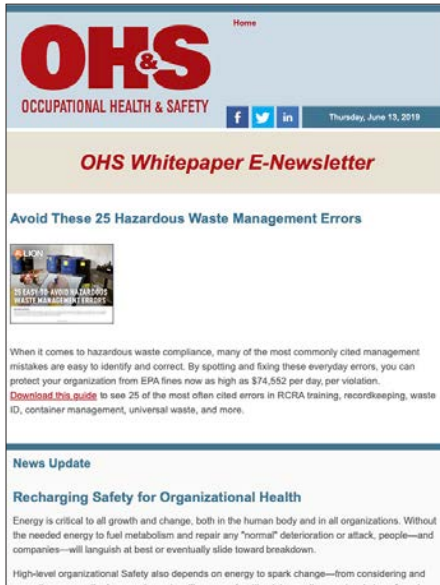 Home
OH&S
OCCUPATIONAL HEALTH & SAFETY
Thursday, June 13, 2019
OHS Whitepaper E-Newsletter
Avoid These 25 Hazardous Waste Management Errors
LION
25 EASY-TO-AVOID HAZARDOUS
WASTE MANAGEMENT ERRORS
When it comes to hazardous waste compliance, many of the most commonly cited management
mistakes are easy to identify and correct. By spotting and fixing these everyday errors, you can
protect your organization from EPA fines now as high as $74,552 per day, per violation.
Download this guide to see 25 of the most often cited errors in RCRA training, recordkeeping, waste
ID, container management, universal waste, and more.
News Update
Recharging Safety for Organizational Health
Energy is critical to all growth and change, both in the human body and in all organizations. Without
the needed energy to fuel metabolism and repair any "normal" deterioration or attack, people—and
companies—will languish at best or eventually slide toward breakdown.
High-level organizational Safety also depends on energy to spark change—from considering and